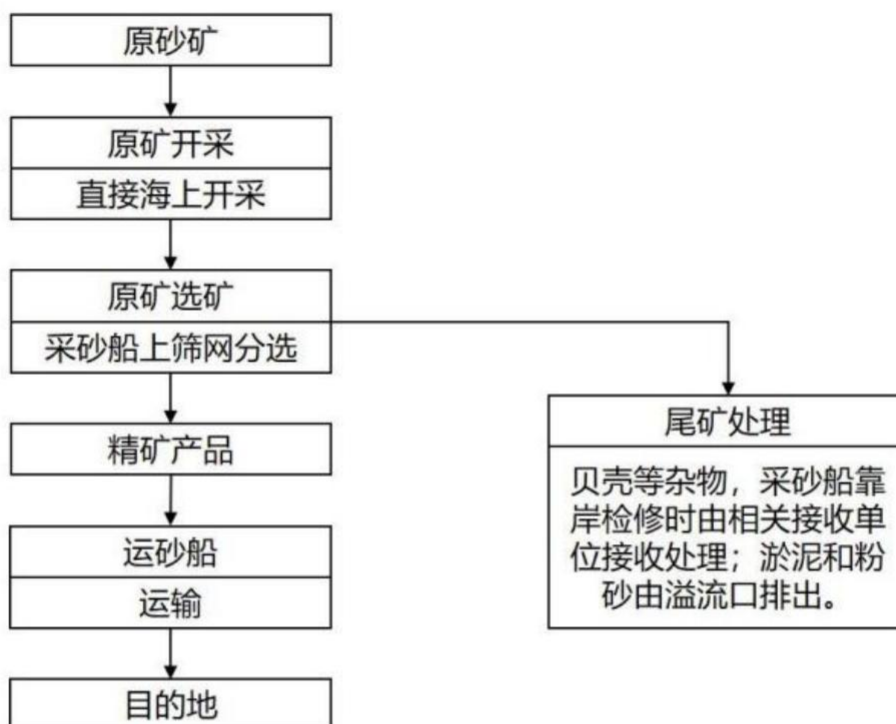 原砂矿
原矿开采
直接海上开采
原矿选矿
采砂船上筛网分选
精矿产品
运砂船
运输
目的地
尾矿处理
贝壳等杂物，采砂船靠
岸检修时由相关接收单
位接收处理；淤泥和粉
砂由溢流口排出。